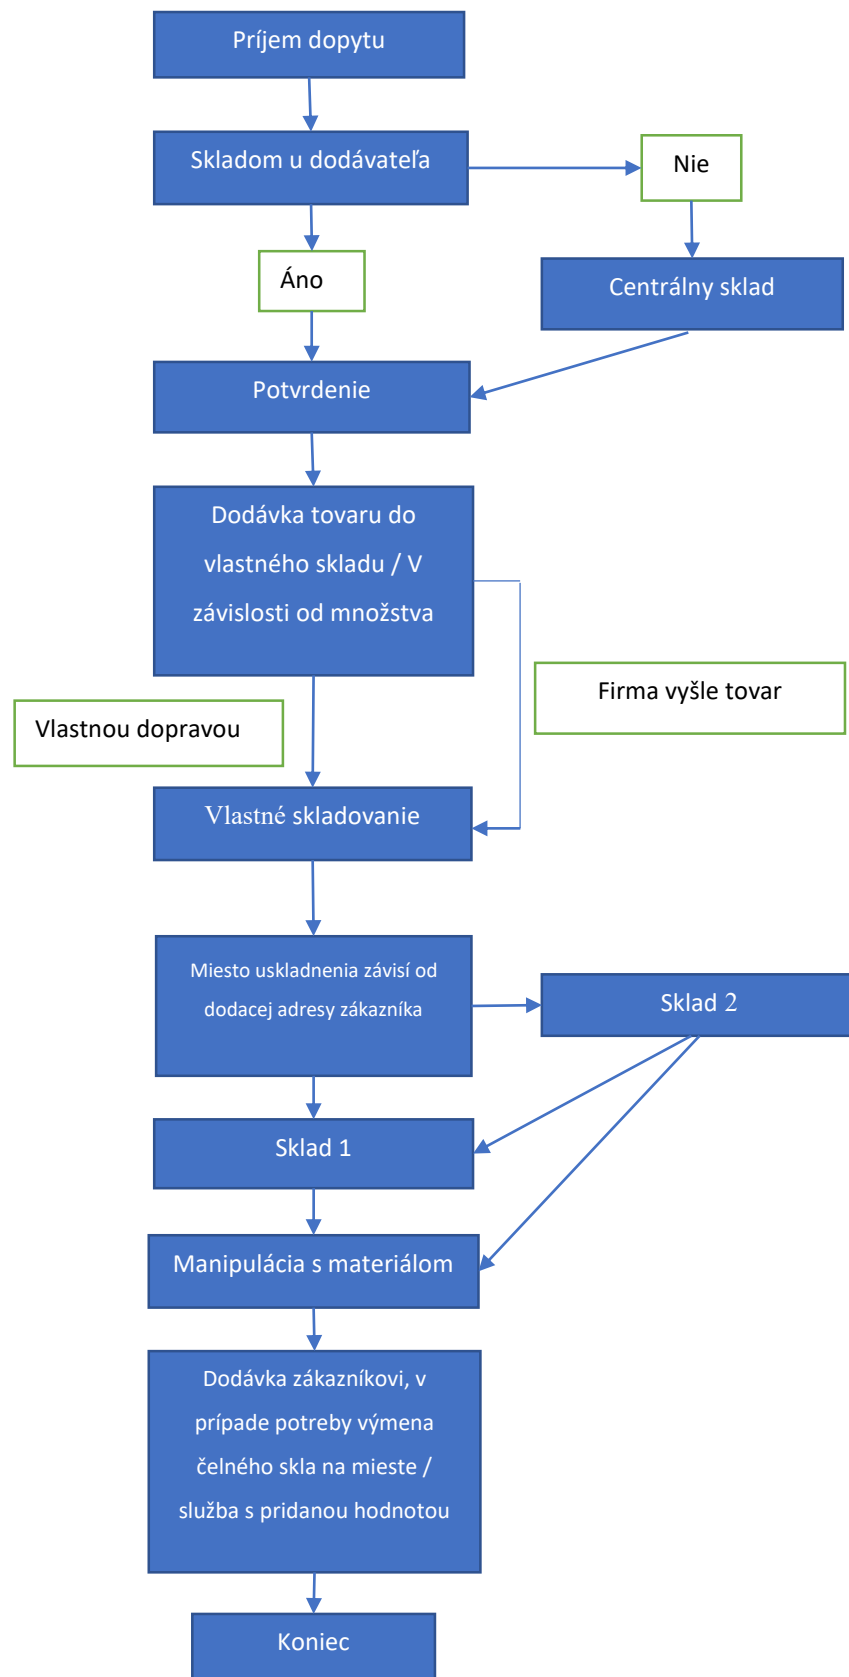 Príjem dopytu
Skladom u dodávateľa
Nie
Áno
Centrálny sklad
Potvrdenie
Dodávka tovaru do
vlastného skladu / V
závislosti od množstva
Firma vyšle tovar
Vlastnou dopravou
Vlastné skladovanie
Miesto uskladnenia závisí od
dodacej adresy zákazníka
Sklad 2
Sklad 1
Manipulácia s materiálom
Dodávka zákazníkovi, v
prípade potreby výmena
čelného skla na mieste /
služba s pridanou hodnotou
Koniec